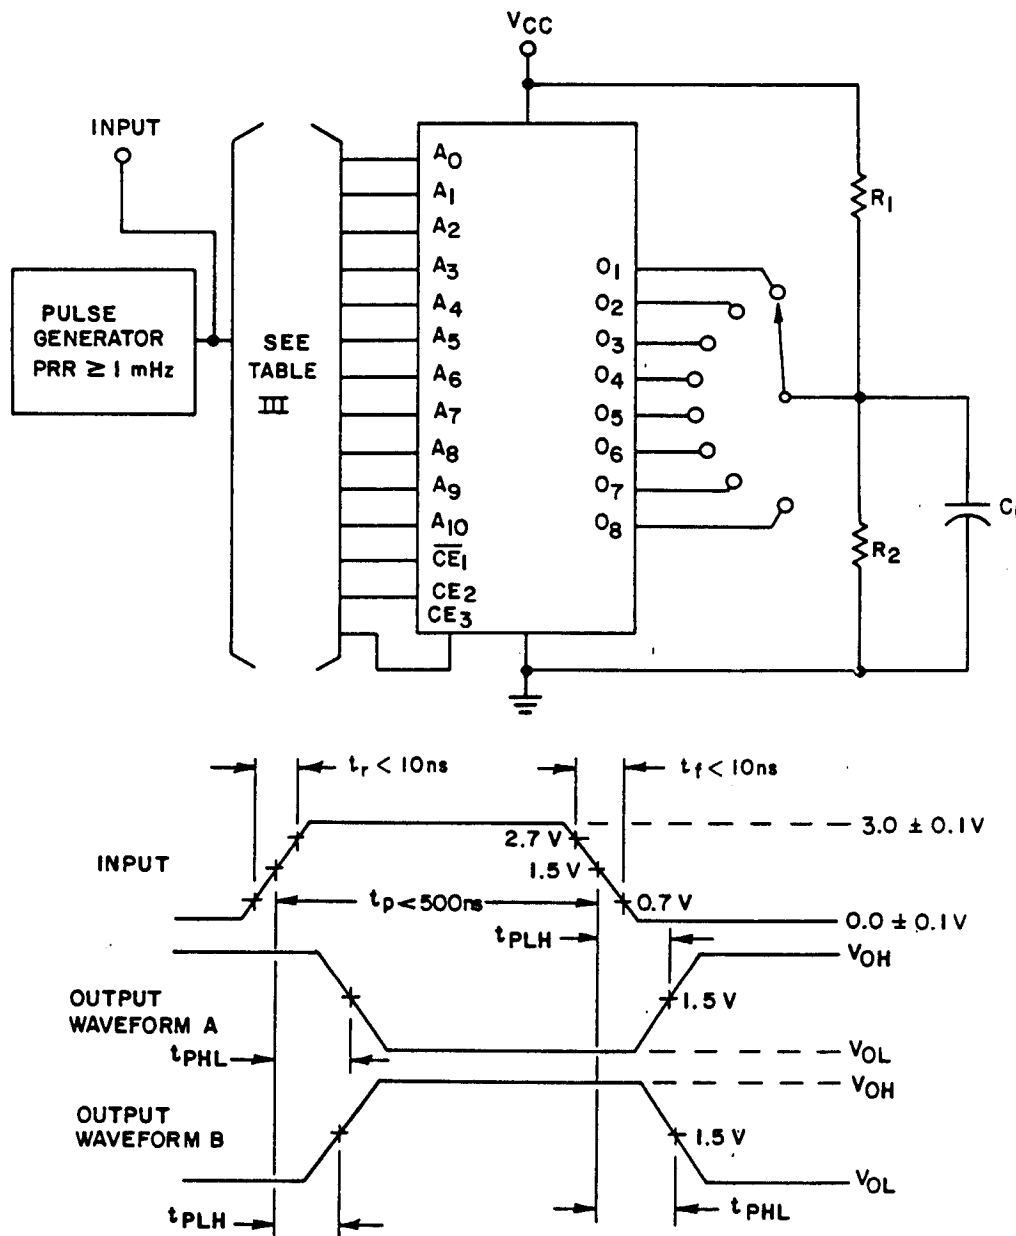 VCC
INPUT
PULSE
GENERATOR
PRR ≥ 1 mHz
SEE
TABLE
III
A0
A1
A2
A3
A4
A5
A6
A7
A8
A9
A10
CE1
CE2
CE3
O1
O2
O3
O4
O5
O6
O7
O8
R1
R2
tr < 10ns
tf < 10ns
INPUT
2.7 V
1.5 V
0.7 V
3.0 ± 0.1 V
0.0 ± 0.1 V
tp < 500ns
tPLH
VOH
OUTPUT
WAVEFORM A
1.5 V
tPHL
VOL
VOH
OUTPUT
WAVEFORM B
1.5 V
VOL
tPLH
tPHL